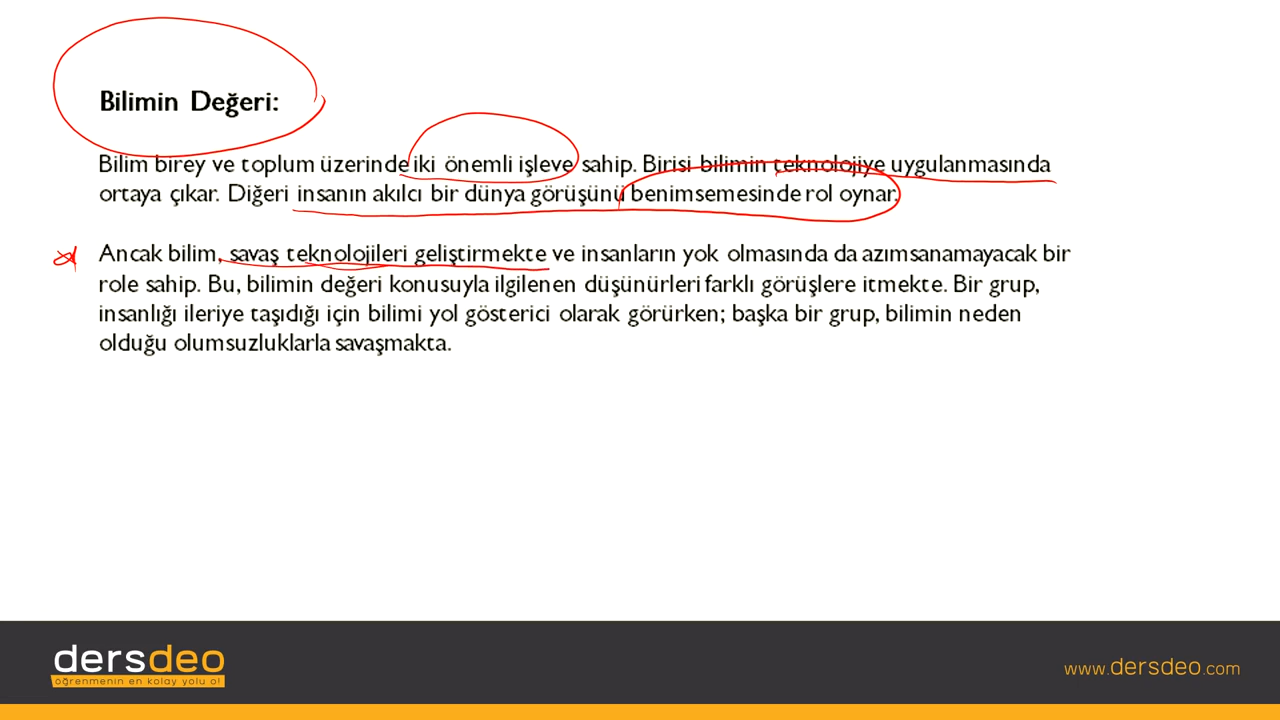 Bilimin Değeri:
Bilim birey ve toplum üzerinde iki önemli işleve sahip. Birisi bilimin teknolojiye uygulanmasında
ortaya çıkar. Diğeri insanın akılcı bir dünya görüşünü benimsemesinde rol oynar.
Ancak bilim, savaş teknolojileri geliştirmekte ve insanların yok olmasında da azımsanamayacak bir
role sahip. Bu, bilimin değeri konusuyla ilgilenen düşünürleri farklı görüşlere itmekte. Bir grup,
insanlığı ileriye taşıdığı için bilimi yol gösterici olarak görürken; başka bir grup, bilimin neden
olduğu olumsuzluklarla savaşmakta.
dersdeo
öğrenmenin en kolay yolu o!
www.dersdeo.com